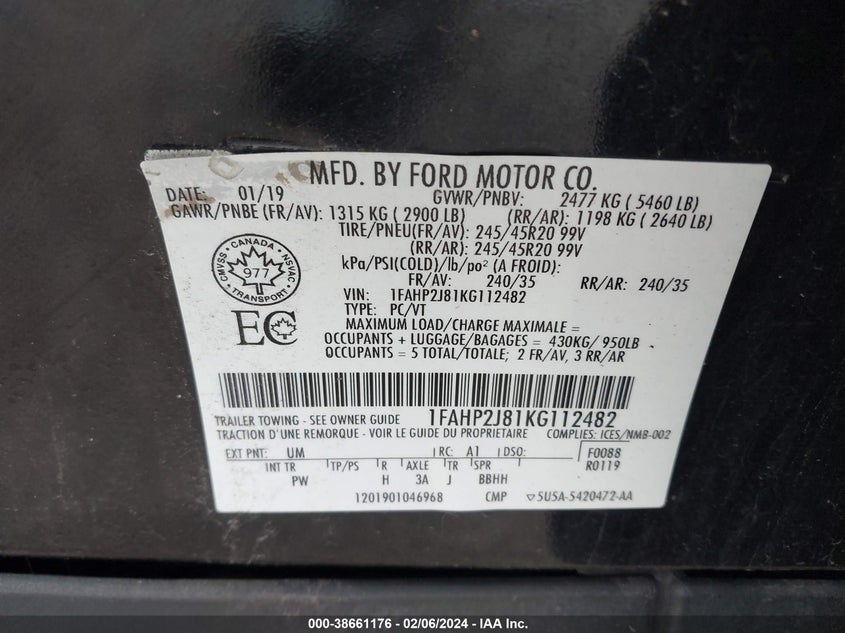 MFD. BY FORD MOTOR CO.
DATE: 01/19 GVWR/PNBV: 2477 KG ( 5460 LB)
GAWR/PNBE (FR/AV): 1315 KG ( 2900 LB) (RR/AR): 1198 KG ( 2640 LB)
TIRE/PNEU(FR/AV): 245/45R20 99V
(RR/AR): 245/45R20 99V
kPa/PSI(COLD)/lb/po² (A FROID):
FR/AV: 240/35 RR/AR: 240/35
VIN: 1FAHP2J81KG112482
TYPE: PC/VT
MAXIMUM LOAD/CHARGE MAXIMALE =
OCCUPANTS + LUGGAGE/BAGAGES = 430KG/ 950LB
OCCUPANTS = 5 TOTAL/TOTALE; 2 FR/AV, 3 RR/AR
CANADA
CMVSS 977 NSVAC
TRANSPORT
EC
TRAILER TOWING - SEE OWNER GUIDE 1FAHP2J81KG112482
TRACTION D'UNE REMORQUE - VOIR LE GUIDE DU PROPRIETARIE COMPLIES: ICES/NMB-002
EXT PNT: UM RC: A1 DSO: F0088
INT TR TP/PS R AXLE TR SPR R0119
PW H 3A J BBHH
1201901046968 CMP ▽5U5A-5420472-AA
000-38661176 - 02/06/2024 - IAA Inc.